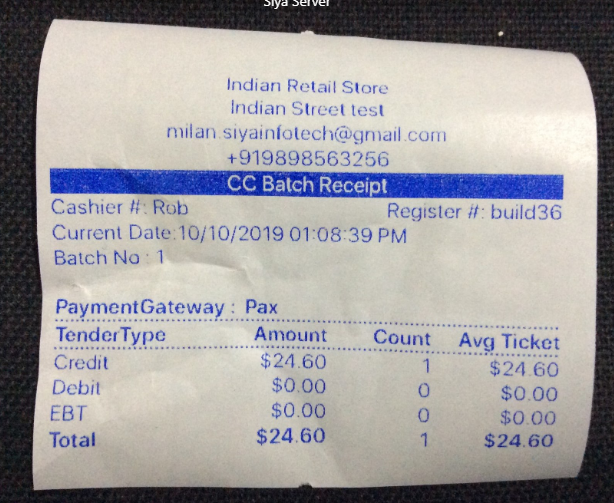 Siya Server
Indian Retail Store
Indian Street test
milan.siyainfotech@gmail.com
+919898563256
CC Batch Receipt
Cashier #: Rob Register #: build36
Current Date:10/10/2019 01:08:39 PM
Batch No : 1
PaymentGateway : Pax
TenderType Amount Count Avg Ticket
Credit $24.60 1 $24.60
Debit $0.00 0 $0.00
EBT $0.00 0 $0.00
Total $24.60 1 $24.60